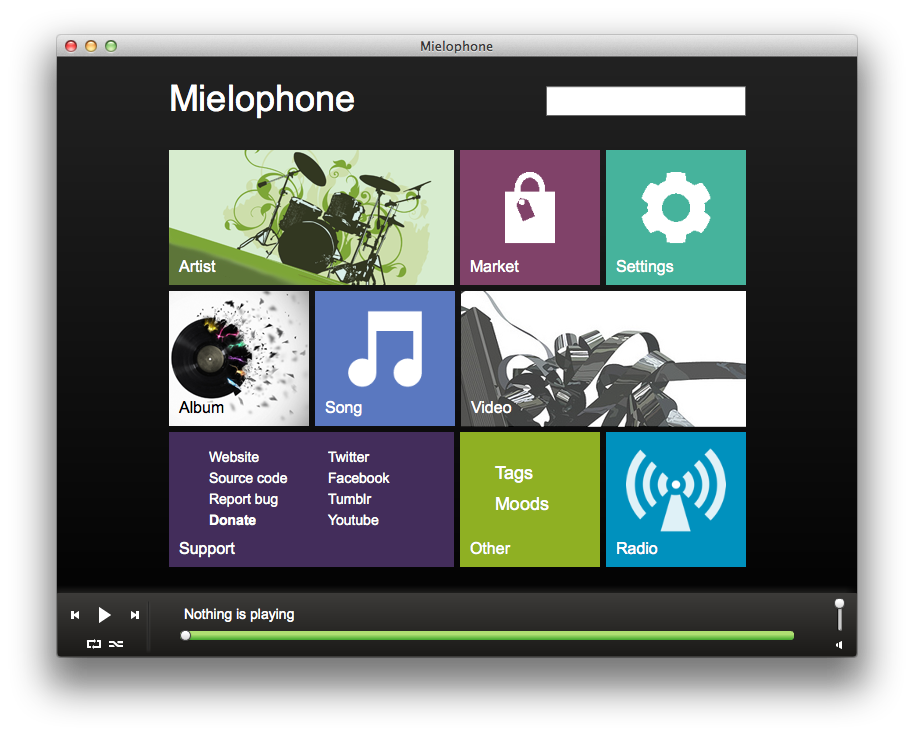 Mielophone
Mielophone
Artist
Market
Settings
Album
Song
Video
Website
Source code
Report bug
Donate
Twitter
Facebook
Tumblr
Youtube
Support
Tags
Moods
Other
Radio
Nothing is playing